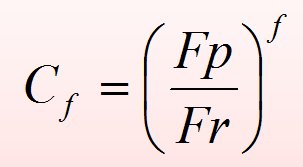 C_f = (Fp/Fr)^f